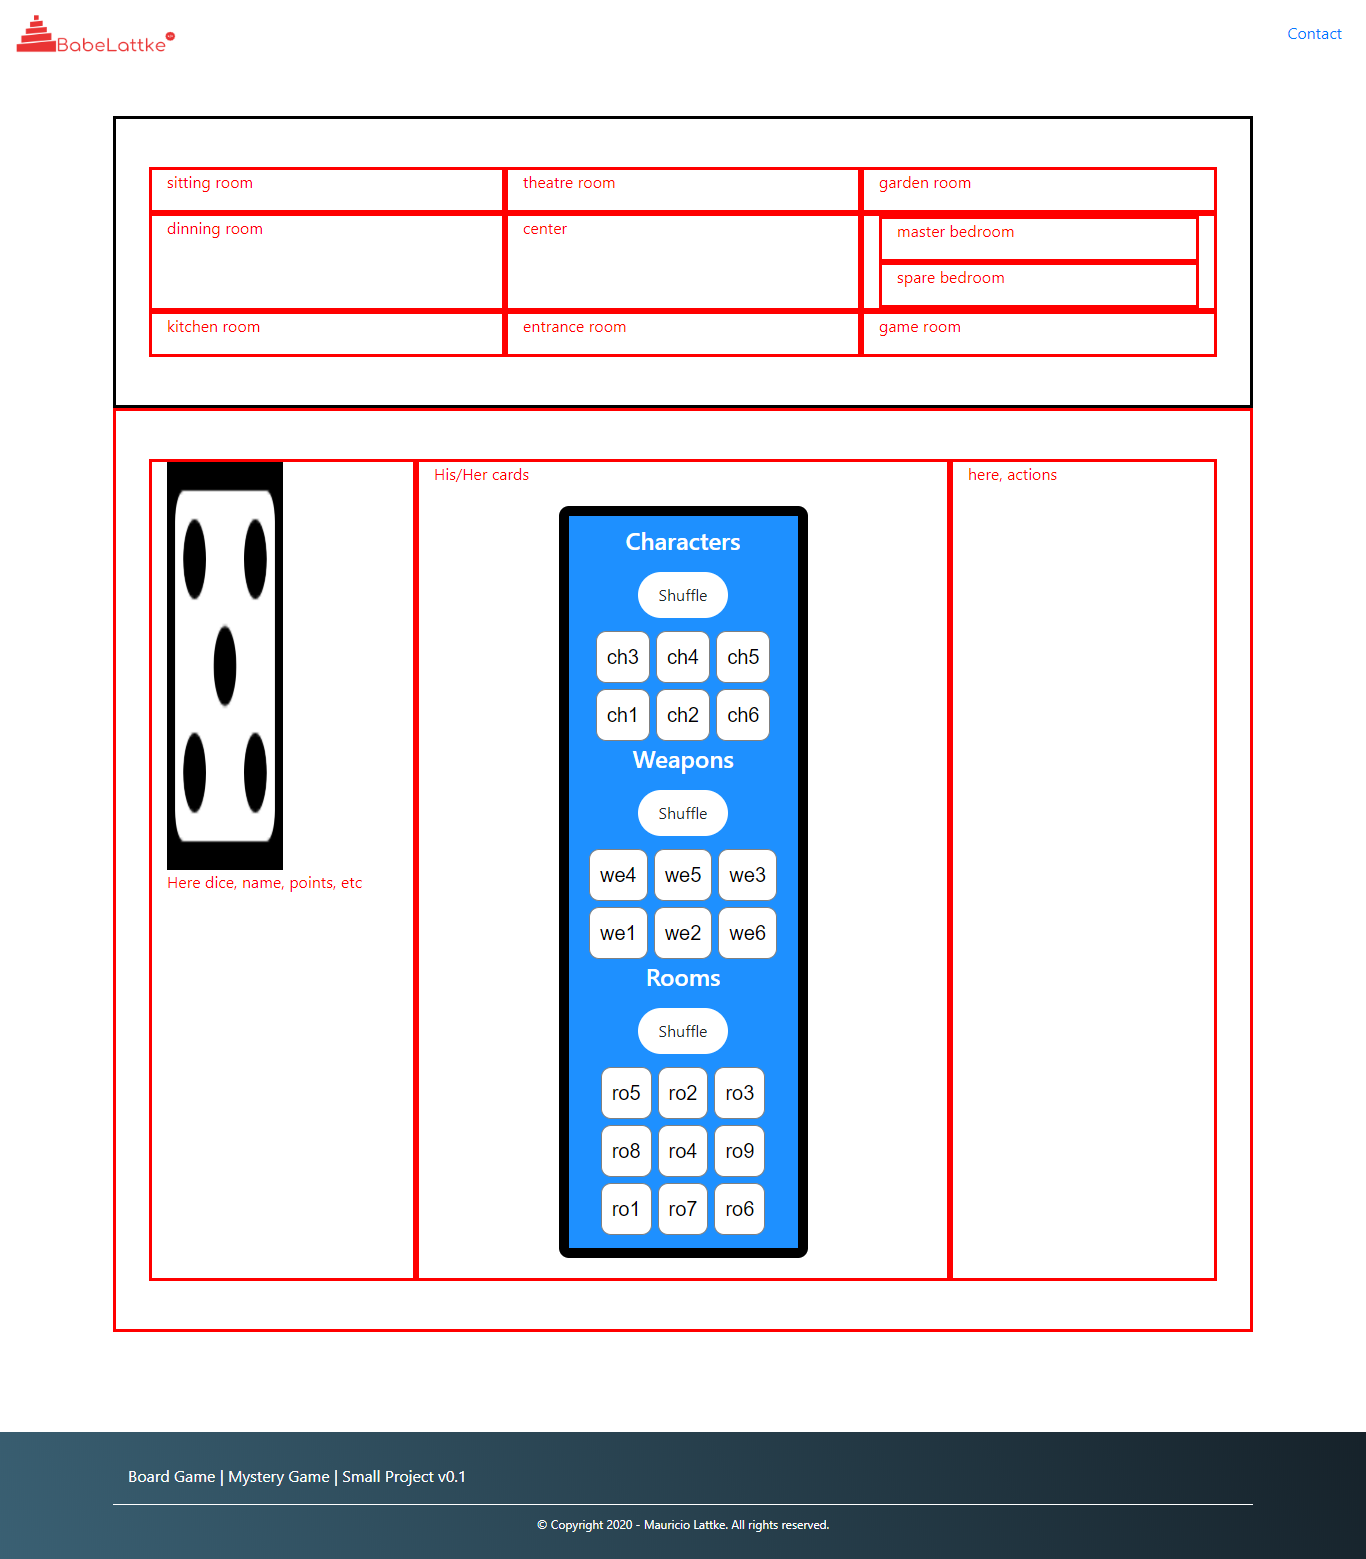 BabeLattke
Contact
sitting room
theatre room
garden room
dinning room
center
master bedroom
spare bedroom
kitchen room
entrance room
game room
Here dice, name, points, etc
His/Her cards
Characters
Shuffle
ch3 ch4 ch5
ch1 ch2 ch6
Weapons
Shuffle
we4 we5 we3
we1 we2 we6
Rooms
Shuffle
ro5 ro2 ro3
ro8 ro4 ro9
ro1 ro7 ro6
here, actions
Board Game | Mystery Game | Small Project v0.1
© Copyright 2020 - Mauricio Lattke. All rights reserved.